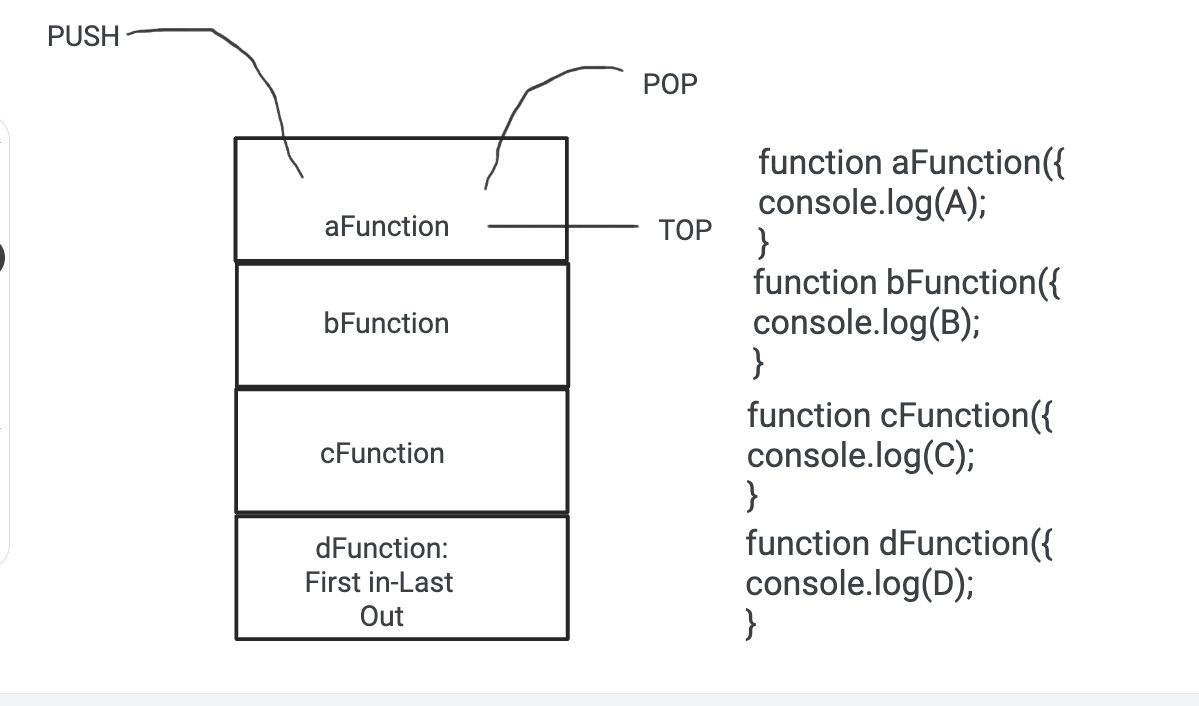 PUSH
POP
aFunction
TOP
bFunction
cFunction
dFunction:
First in-Last
Out
function aFunction({
console.log(A);
}
function bFunction({
console.log(B);
}
function cFunction({
console.log(C);
}
function dFunction({
console.log(D);
}